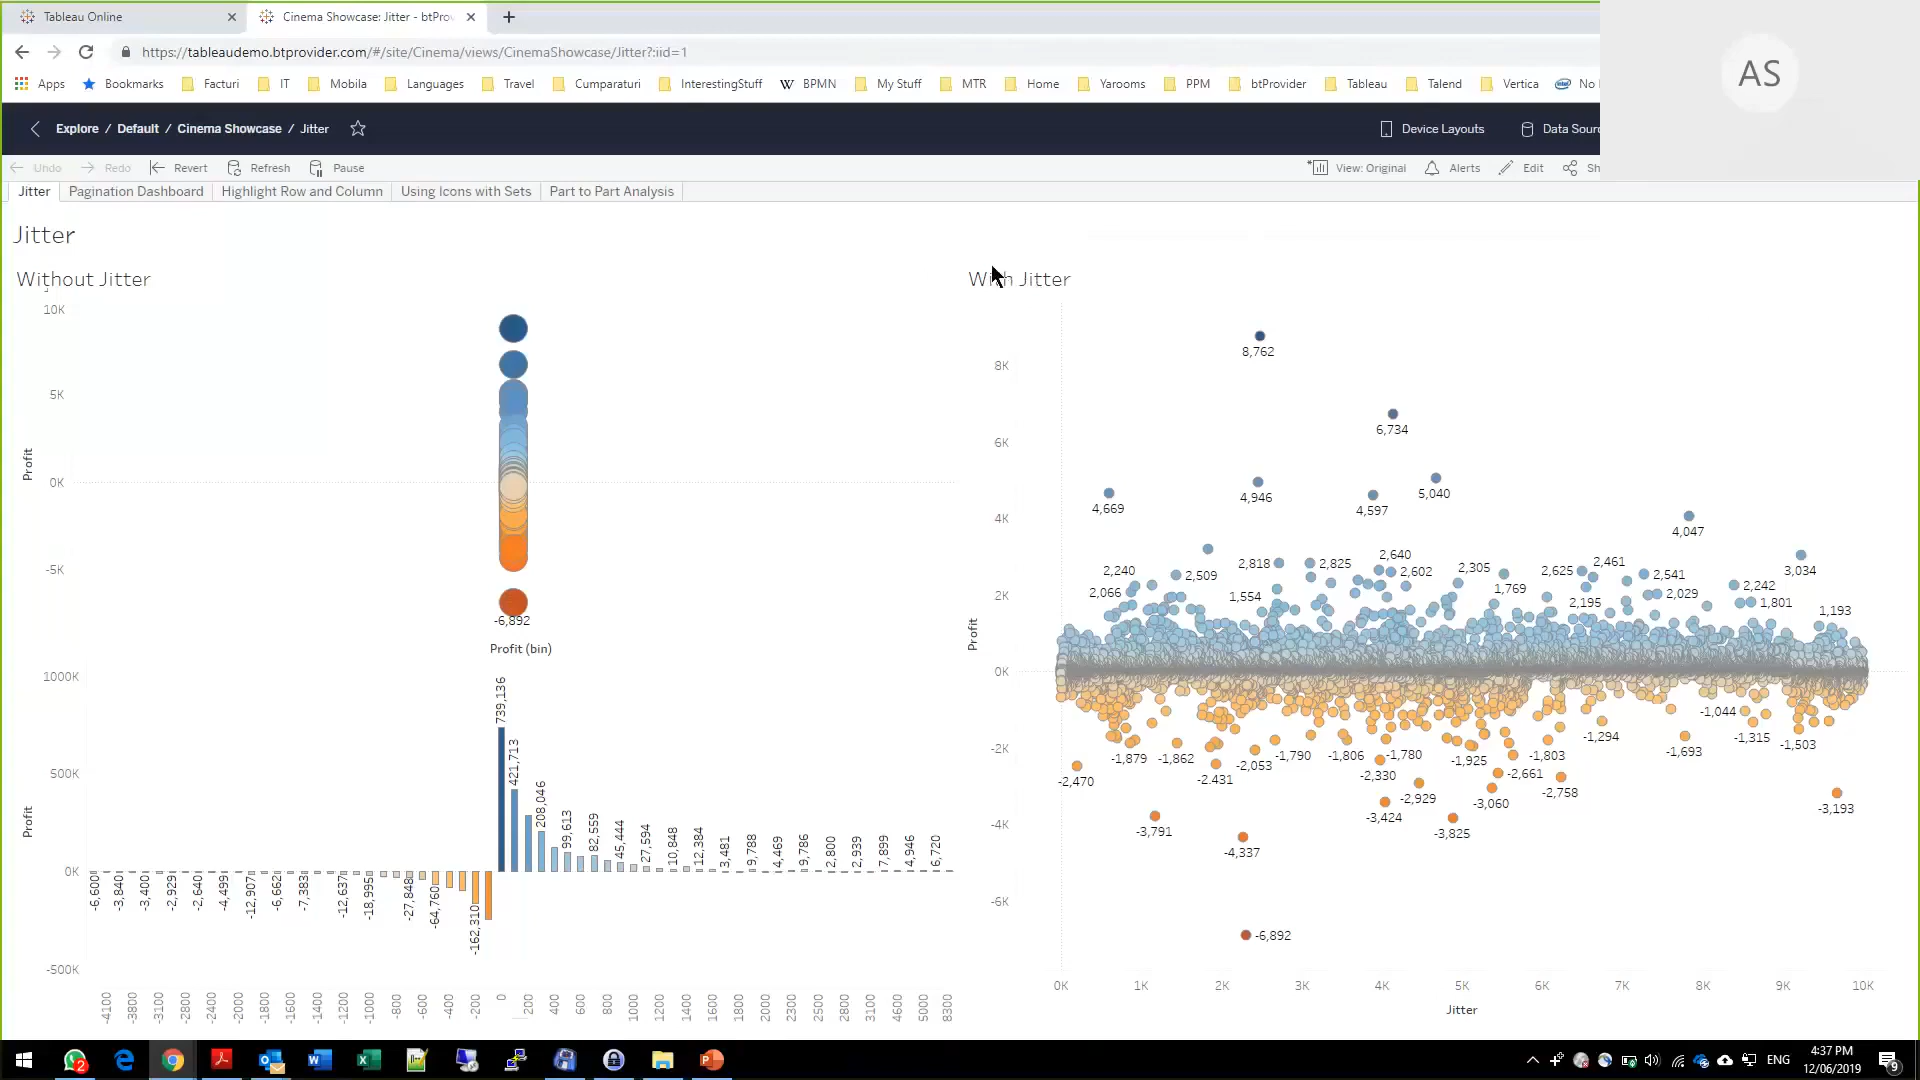 Tableau Online
Cinema Showcase: Jitter - btProv
https://tableaudemo.btprovider.com/#/site/Cinema/views/CinemaShowcase/Jitter?:iid=1
AS
Apps Bookmarks Facturi IT Mobila Languages Travel Cumparaturi InterestingStuff BPMN My Stuff MTR Home Yarooms PPM btProvider Tableau Talend Vertica No
Explore / Default / Cinema Showcase / Jitter
Device Layouts
Data Sour
Undo Redo Revert Refresh Pause
View: Original Alerts Edit Sh
Jitter Pagination Dashboard Highlight Row and Column Using Icons with Sets Part to Part Analysis
Jitter
Without Jitter
10K
5K
0K
-5K
Profit
-6,892
Profit (bin)
1000K
500K
0K
-500K
Profit
-6,600 -3,840 -3,400 -2,929 -2,640 -4,499 -12,907 -6,662 -7,383 -12,637 -18,995 -27,848 -64,760 -162,310
739,136 421,713 208,046 99,613 82,559 45,444 27,594 10,848 12,384 3,481 9,788 4,469 9,786 2,800 2,939 7,899 4,946 6,720
-4100 -3800 -3100 -2800 -2400 -2000 -1800 -1600 -1400 -1200 -1000 -800 -600 -400 -200 0 200 400 600 800 1000 1200 1400 1600 1800 2000 2300 2500 2800 3100 4600 5000 8300
With Jitter
8K
6K
4K
2K
0K
-2K
-4K
-6K
Profit
8,762
6,734
4,946
5,040
4,669
4,597
4,047
2,640
2,818 2,825
2,461
2,305
2,240
2,509
2,602
2,625
2,541
3,034
2,066
1,554
1,769
2,195
2,029
2,242
1,801
1,193
-1,044
-1,294
-1,315
-1,503
-1,693
-1,879 -1,862
-2,053
-1,790 -1,806 -1,780
-1,925
-1,803
-2,470
-2,431
-2,330
-2,661
-2,929
-3,060
-2,758
-3,193
-3,424
-3,791
-3,825
-4,337
-6,892
0K 1K 2K 3K 4K 5K 6K 7K 8K 9K 10K
Jitter
2
ENG
4:37 PM
12/06/2019
9